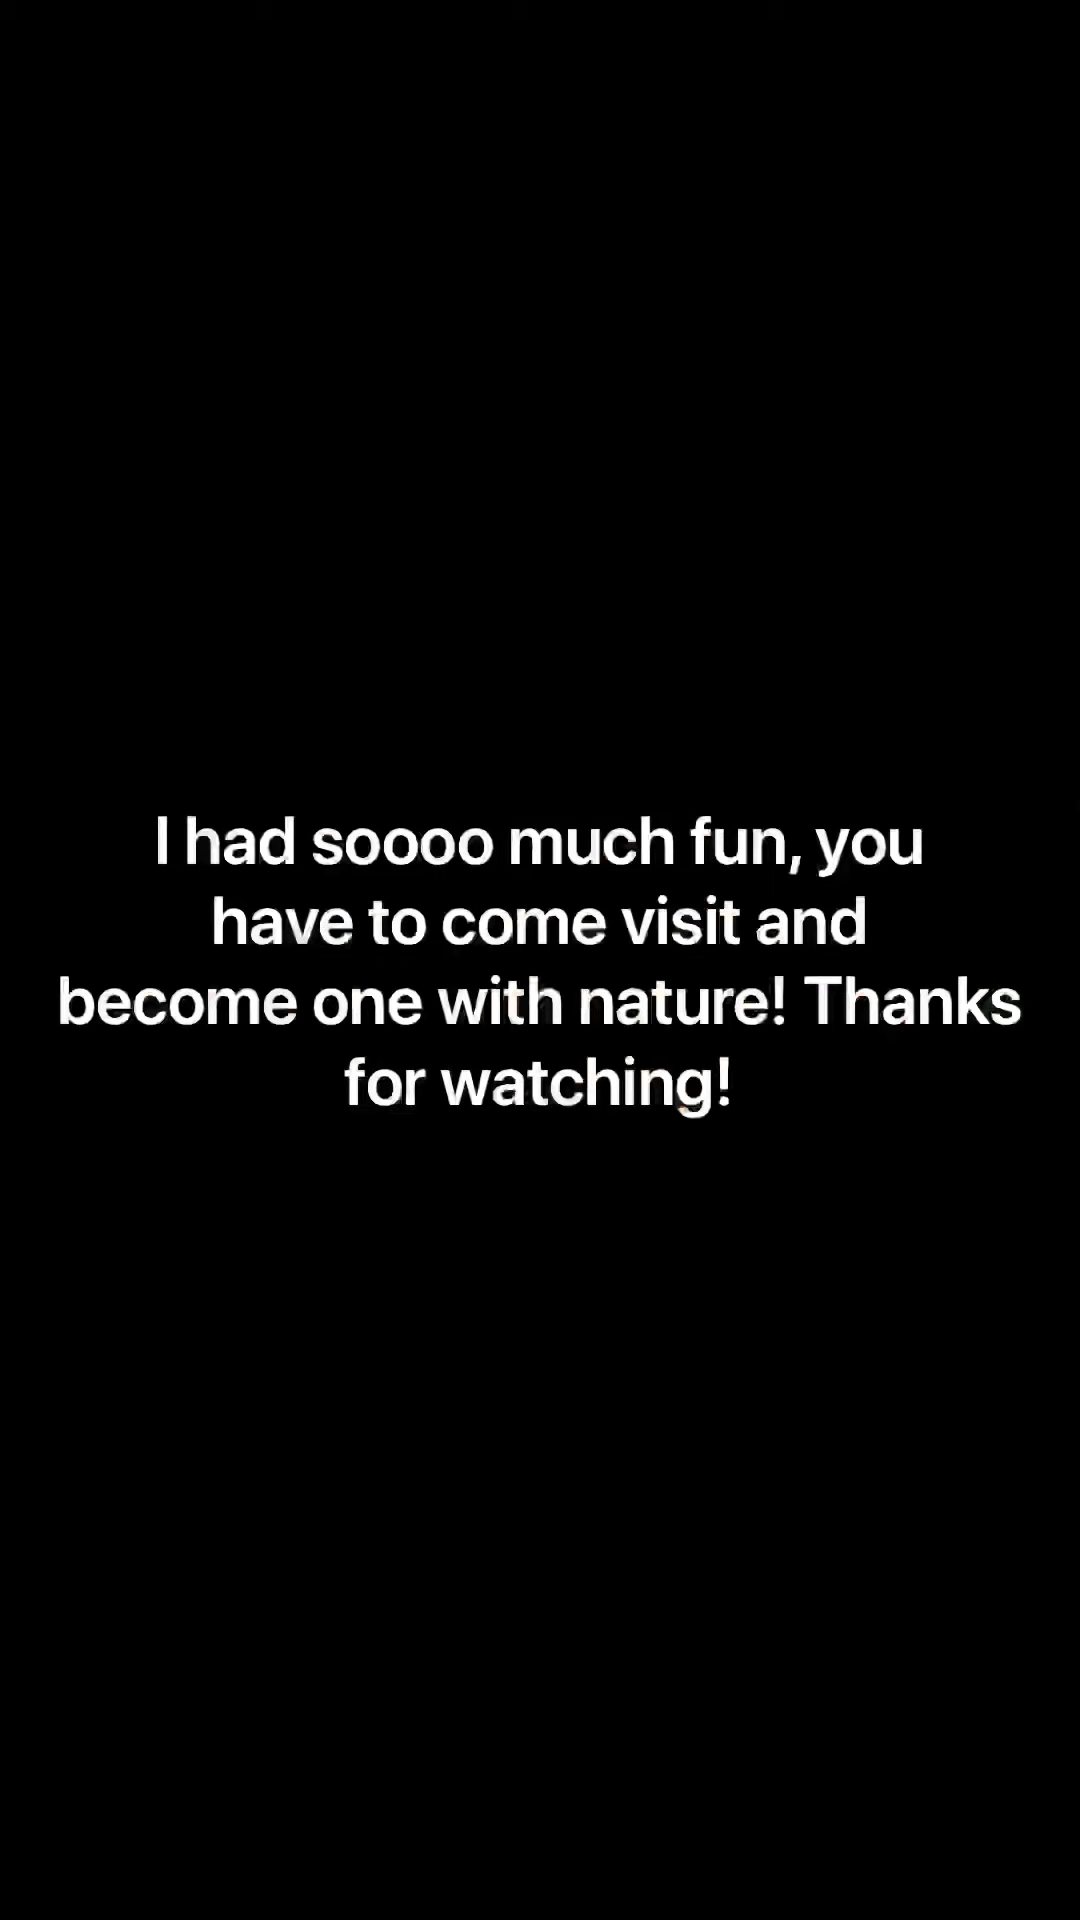 I had soooo much fun, you
have to come visit and
become one with nature! Thanks
for watching!